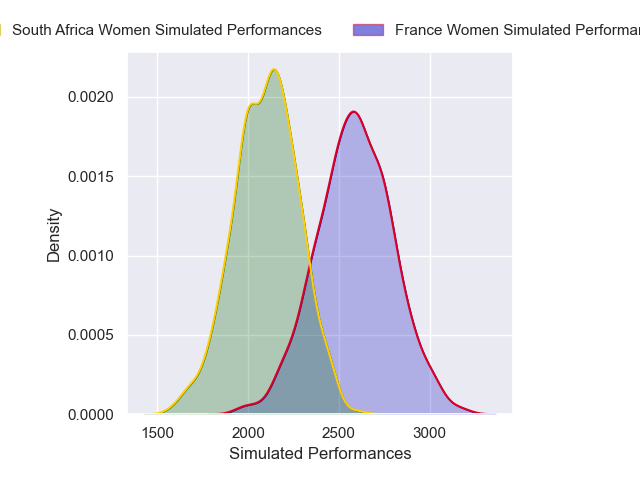 South Africa Women Simulated Performances France Women Simulated
0.0020
0.0015
0.0010
0.0005
0.0000
Density
1500 2000 2500 3000
Simulated Performances